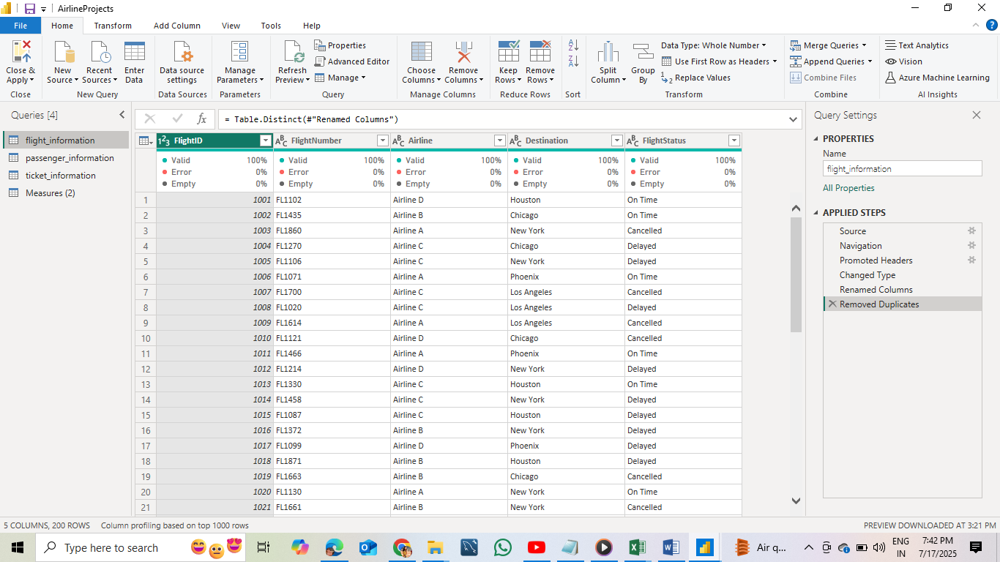 AirlineProjects
File Home Transform Add Column View Tools Help
Close & Apply
Close
New Source
Recent Sources
Enter Data
New Query
Data source settings
Data Sources
Manage Parameters
Parameters
Refresh Preview
Properties
Advanced Editor
Manage
Query
Choose Columns
Remove Columns
Manage Columns
Keep Rows
Remove Rows
Reduce Rows
Sort
Split Column
Group By
Data Type: Whole Number
Use First Row as Headers
Replace Values
Transform
Merge Queries
Append Queries
Combine Files
Combine
Text Analytics
Vision
Azure Machine Learning
AI Insights
Queries [4]
flight_information
passenger_information
ticket_information
Measures (2)
fx = Table.Distinct(#"Renamed Columns")
FlightID FlightNumber Airline Destination FlightStatus
Valid 100% Valid 100% Valid 100% Valid 100% Valid 100%
Error 0% Error 0% Error 0% Error 0% Error 0%
Empty 0% Empty 0% Empty 0% Empty 0% Empty 0%
1 1001 FL1102 Airline D Houston On Time
2 1002 FL1435 Airline B Chicago On Time
3 1003 FL1860 Airline A New York Cancelled
4 1004 FL1270 Airline C Chicago Delayed
5 1005 FL1106 Airline C New York Delayed
6 1006 FL1071 Airline A Phoenix On Time
7 1007 FL1700 Airline C Los Angeles Cancelled
8 1008 FL1020 Airline C Los Angeles Delayed
9 1009 FL1614 Airline A Los Angeles Cancelled
10 1010 FL1121 Airline D Chicago Cancelled
11 1011 FL1466 Airline A Phoenix On Time
12 1012 FL1214 Airline D New York Delayed
13 1013 FL1330 Airline C Houston On Time
14 1014 FL1458 Airline C New York Delayed
15 1015 FL1087 Airline C Houston Delayed
16 1016 FL1372 Airline B New York Delayed
17 1017 FL1099 Airline D Phoenix Delayed
18 1018 FL1871 Airline B Houston Delayed
19 1019 FL1663 Airline B Chicago Cancelled
20 1020 FL1130 Airline A New York On Time
21 1021 FL1661 Airline B New York Cancelled
Query Settings
PROPERTIES
Name
flight_information
All Properties
APPLIED STEPS
Source
Navigation
Promoted Headers
Changed Type
Renamed Columns
Removed Duplicates
5 COLUMNS, 200 ROWS Column profiling based on top 1000 rows
PREVIEW DOWNLOADED AT 3:21 PM
Type here to search
Air q...
ENG
IN
7:42 PM
7/17/2025